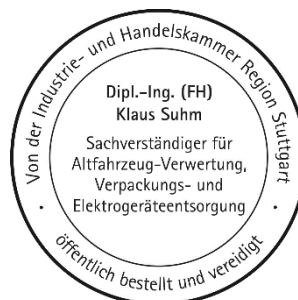 Von der Industrie- und Handelskammer Region Stuttgart
Dipl.-Ing. (FH)
Klaus Suhm
Sachverständiger für
Altfahrzeug-Verwertung,
Verpackungs- und
Elektrogeräteentsorgung
· öffentlich bestellt und vereidigt ·